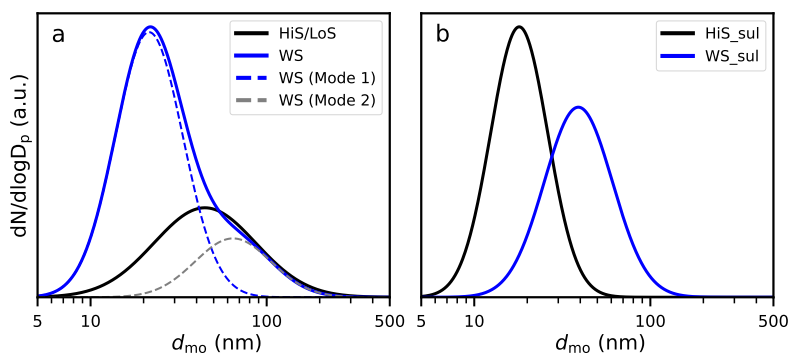 a
HiS/LoS
WS
WS (Mode 1)
WS (Mode 2)
dN/dlogDp (a.u.)
5 10 100 500
dmo (nm)
b
HiS_sul
WS_sul
5 10 100 500
dmo (nm)